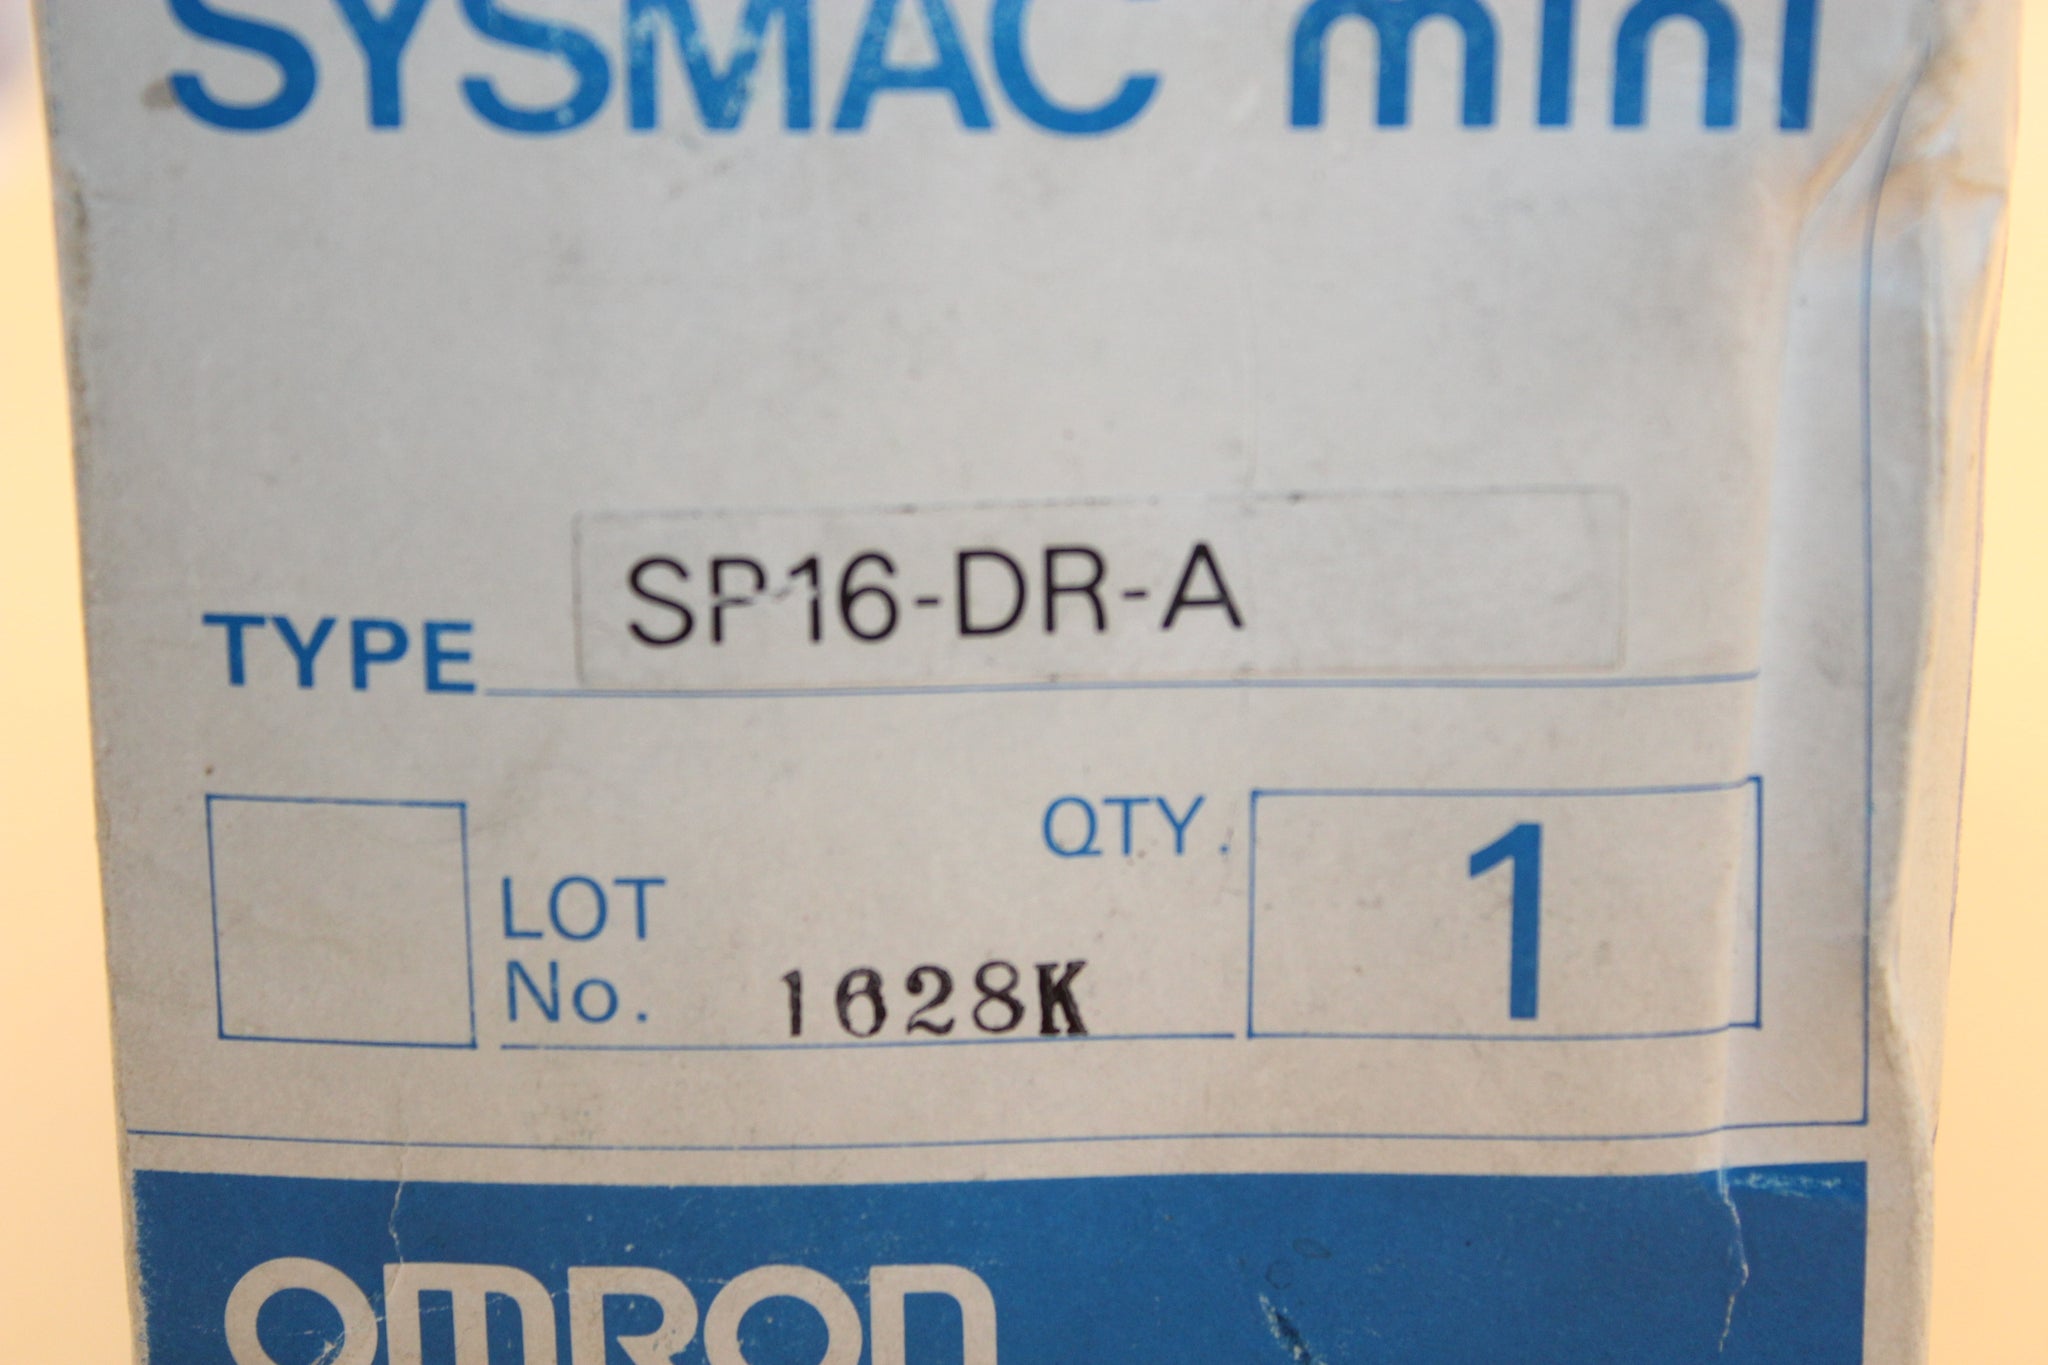 SYSMAC mini
TYPE SP16-DR-A
QTY. 1
LOT
No. 1628K
OMRON